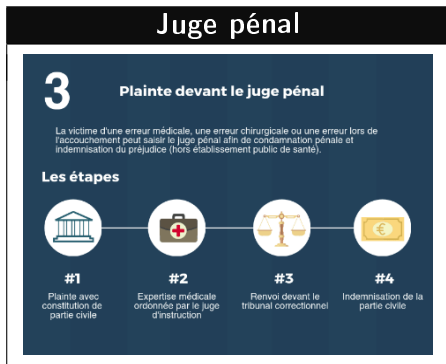 Juge pénal
3
Plainte devant le juge pénal
La victime d'une erreur médicale, une erreur chirurgicale ou une erreur lors de
l'accouchement peut saisir le juge pénal afin de condamnation pénale et
indemnisation du préjudice (hors établissement public de santé).
Les étapes
#1
Plainte avec
constitution de
partie civile
#2
Expertise médicale
ordonnée par le juge
d'instruction
#3
Renvoi devant le
tribunal correctionnel
#4
Indemnisation de la
partie civile